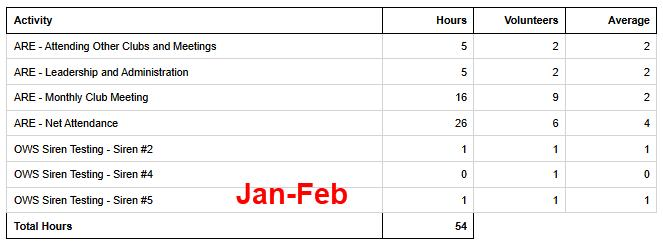 Activity Hours Volunteers Average
ARE - Attending Other Clubs and Meetings 5 2 2
ARE - Leadership and Administration 5 2 2
ARE - Monthly Club Meeting 16 9 2
ARE - Net Attendance 26 6 4
OWS Siren Testing - Siren #2 1 1 1
OWS Siren Testing - Siren #4 0 1 0
OWS Siren Testing - Siren #5 1 1 1
Jan-Feb
Total Hours 54